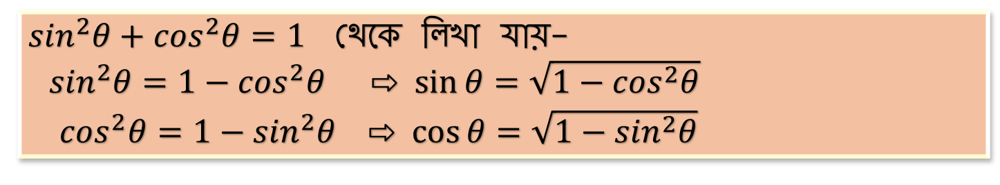 sin²θ + cos²θ = 1 থেকে লিখা যায়–
sin²θ = 1 − cos²θ ⇨ sin θ = √(1 − cos²θ)
cos²θ = 1 − sin²θ ⇨ cos θ = √(1 − sin²θ)